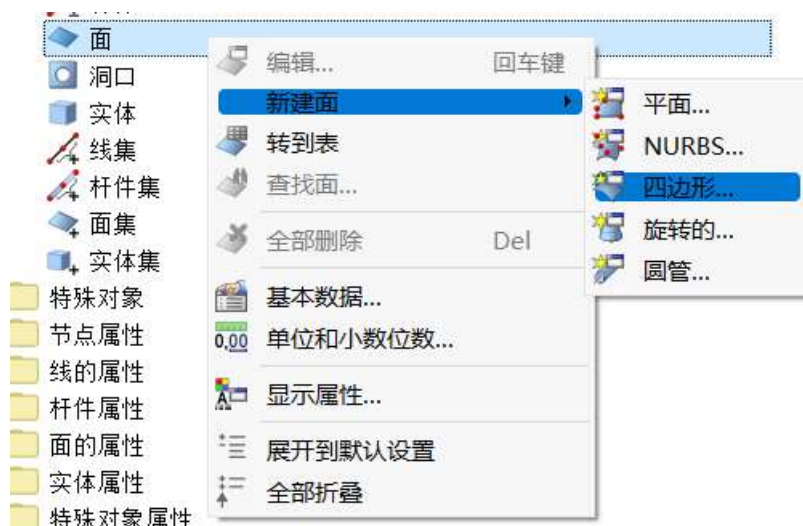 面
洞口
实体
线集
杆件集
面集
实体集
特殊对象
节点属性
线的属性
杆件属性
面的属性
实体属性
特殊对象属性
编辑... 回车键
新建面
转到表
查找面...
全部删除 Del
基本数据...
单位和小数位数...
显示属性...
展开到默认设置
全部折叠
平面...
NURBS...
四边形...
旋转的...
圆管...